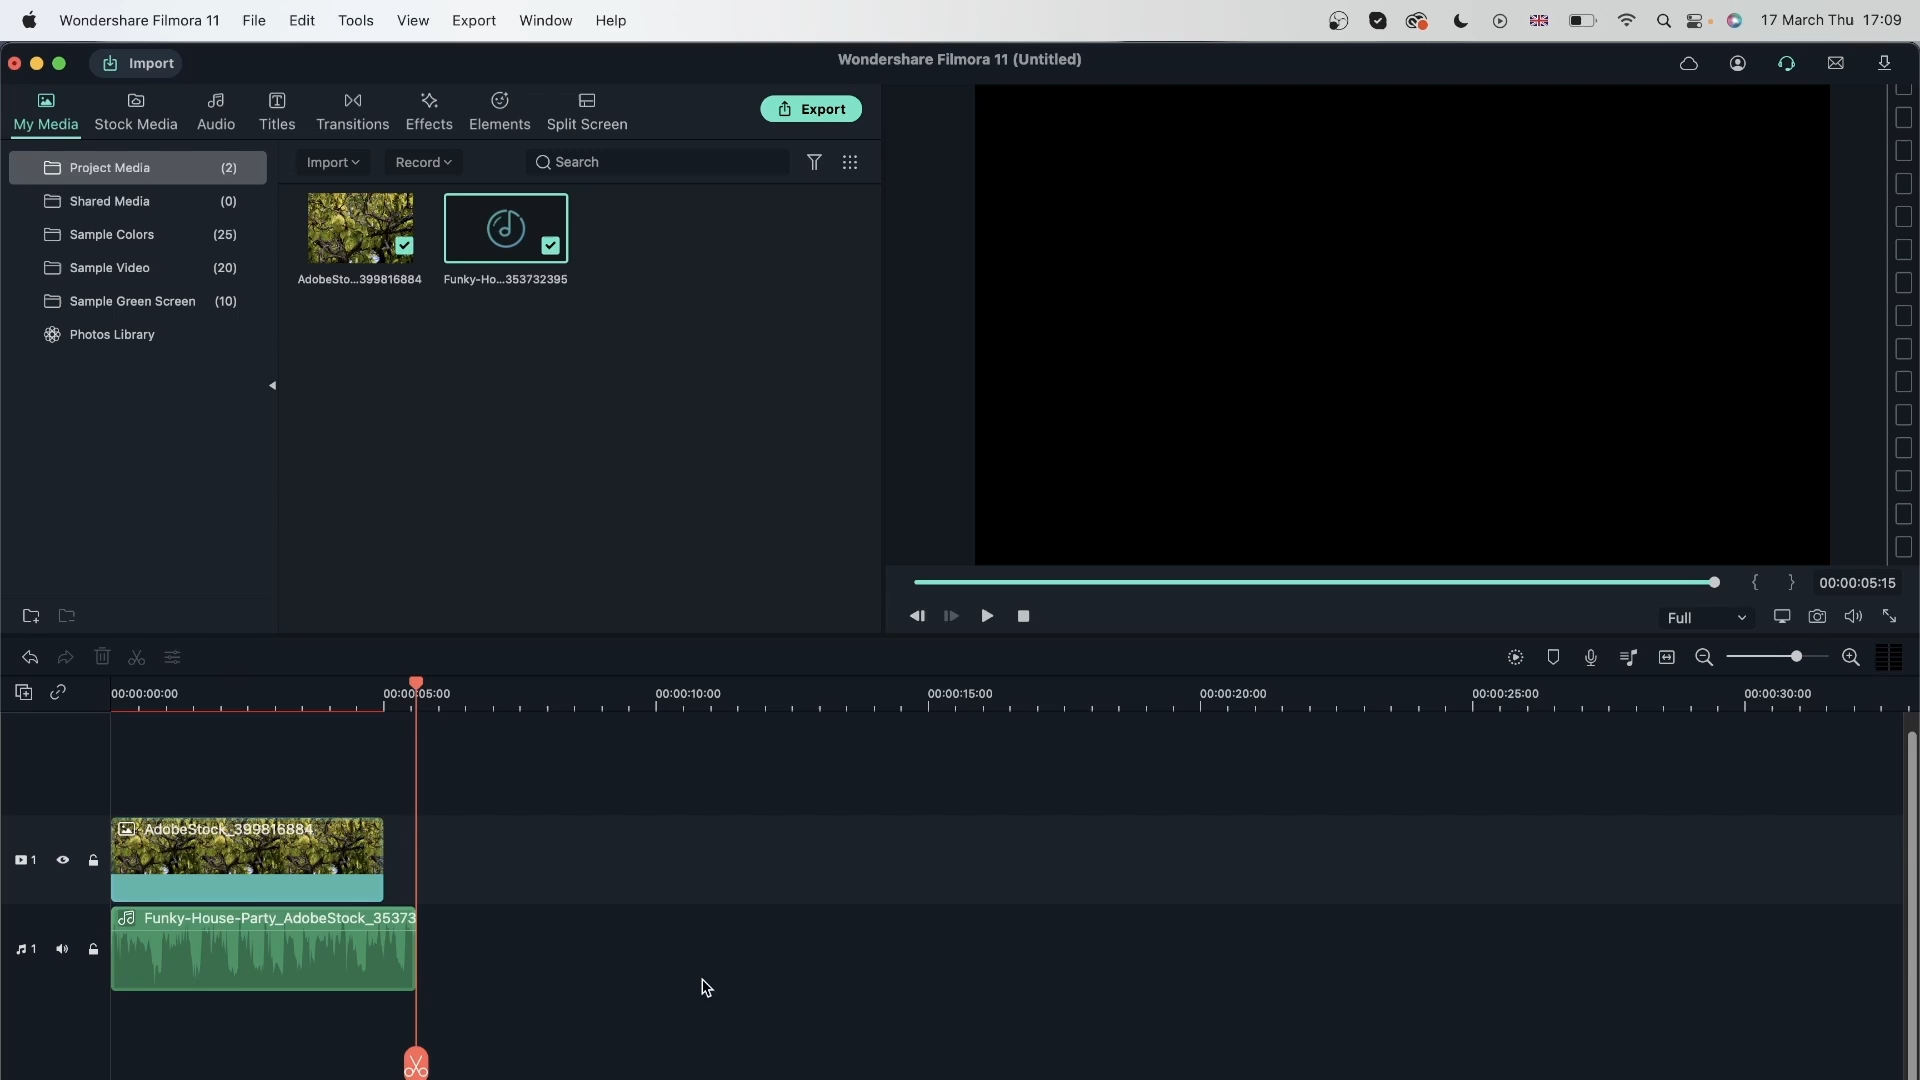 Wondershare Filmora 11 File Edit Tools View Export Window Help 17 March Thu 17:09
Import Wondershare Filmora 11 (Untitled)
My Media Stock Media Audio Titles Transitions Effects Elements Split Screen Export
Project Media (2) Import Record Search
Shared Media (0)
Sample Colors (25)
Sample Video (20)
AdobeSto...399816884 Funky-Ho...353732395
Sample Green Screen (10)
Photos Library
{ } 00:00:05:15
Full
00:00:00:00 00:00:05:00 00:00:10:00 00:00:15:00 00:00:20:00 00:00:25:00 00:00:30:00
AdobeStock_399816884
1
Funky-House-Party_AdobeStock_35373
1